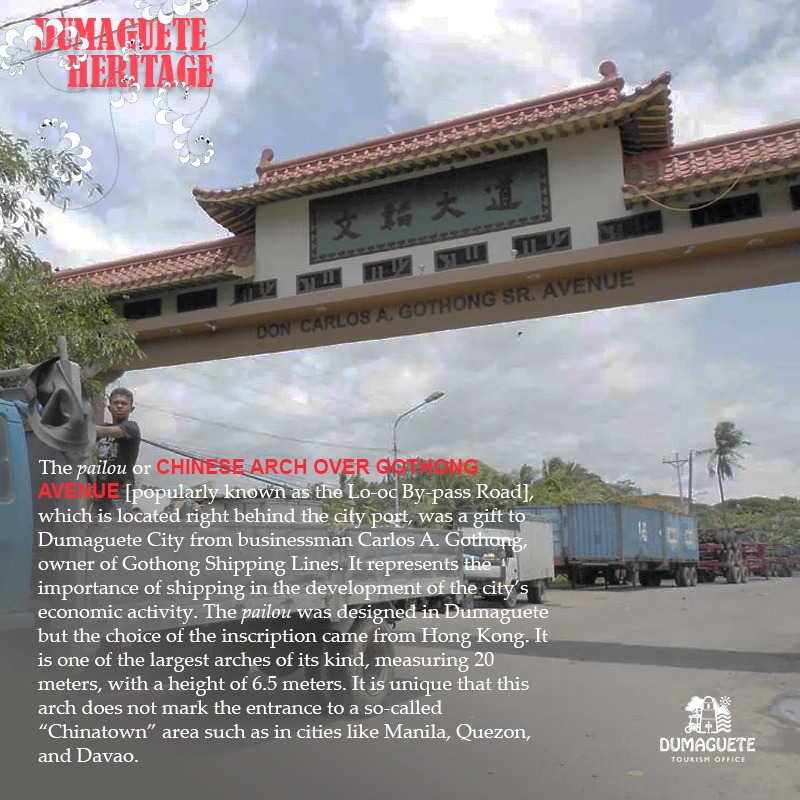 DUMAGUETE
HERITAGE
文韜大道
DON CARLOS A. GOTHONG SR. AVENUE
The pailou or CHINESE ARCH OVER GOTHONG
AVENUE [popularly known as the Lo-oc By-pass Road],
which is located right behind the city port, was a gift to
Dumaguete City from businessman Carlos A. Gothong,
owner of Gothong Shipping Lines. It represents the
importance of shipping in the development of the city's
economic activity. The pailou was designed in Dumaguete
but the choice of the inscription came from Hong Kong. It
is one of the largest arches of its kind, measuring 20
meters, with a height of 6.5 meters. It is unique that this
arch does not mark the entrance to a so-called
“Chinatown” area such as in cities like Manila, Quezon,
and Davao.
DUMAGUETE
TOURISM OFFICE